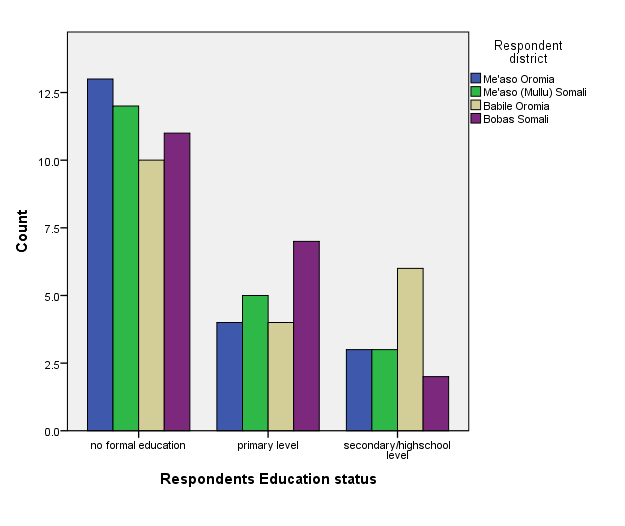 Respondent
district
Me'aso Oromia
Me'aso (Mullu) Somali
Babile Oromia
Bobas Somali
12.5
10.0
7.5
5.0
2.5
0.0
Count
no formal education
primary level
secondary/highschool
level
Respondents Education status